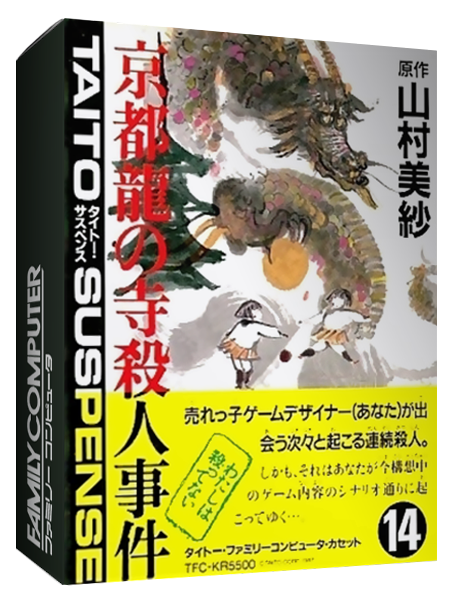 FAMILY COMPUTER
ファミリー コンピュータ
TAITO SUSPENSE
タイトー・
サスペンス
京都龍の寺殺人事件
原作
山村美紗
売れっ子ゲームデザイナー(あなた)が出
会う次々と起こる連続殺人。
しかも、それはあなたが今構想中
のゲーム内容のシナリオ通りに起
こってゆく…。
わたしは
殺てない
タイトー・ファミリーコンピュータ・カセット
TFC-KR5500
©TAITO CORP. 1987
14